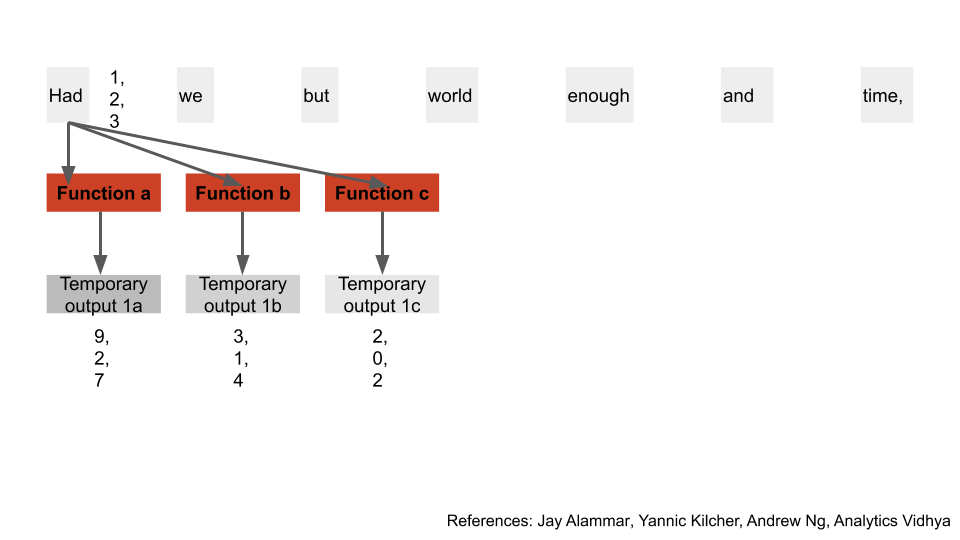 Had
1,
2,
3
we
but
world
enough
and
time,
Function a
Function b
Function c
Temporary
output 1a
Temporary
output 1b
Temporary
output 1c
9,
2,
7
3,
1,
4
2,
0,
2
References: Jay Alammar, Yannic Kilcher, Andrew Ng, Analytics Vidhya